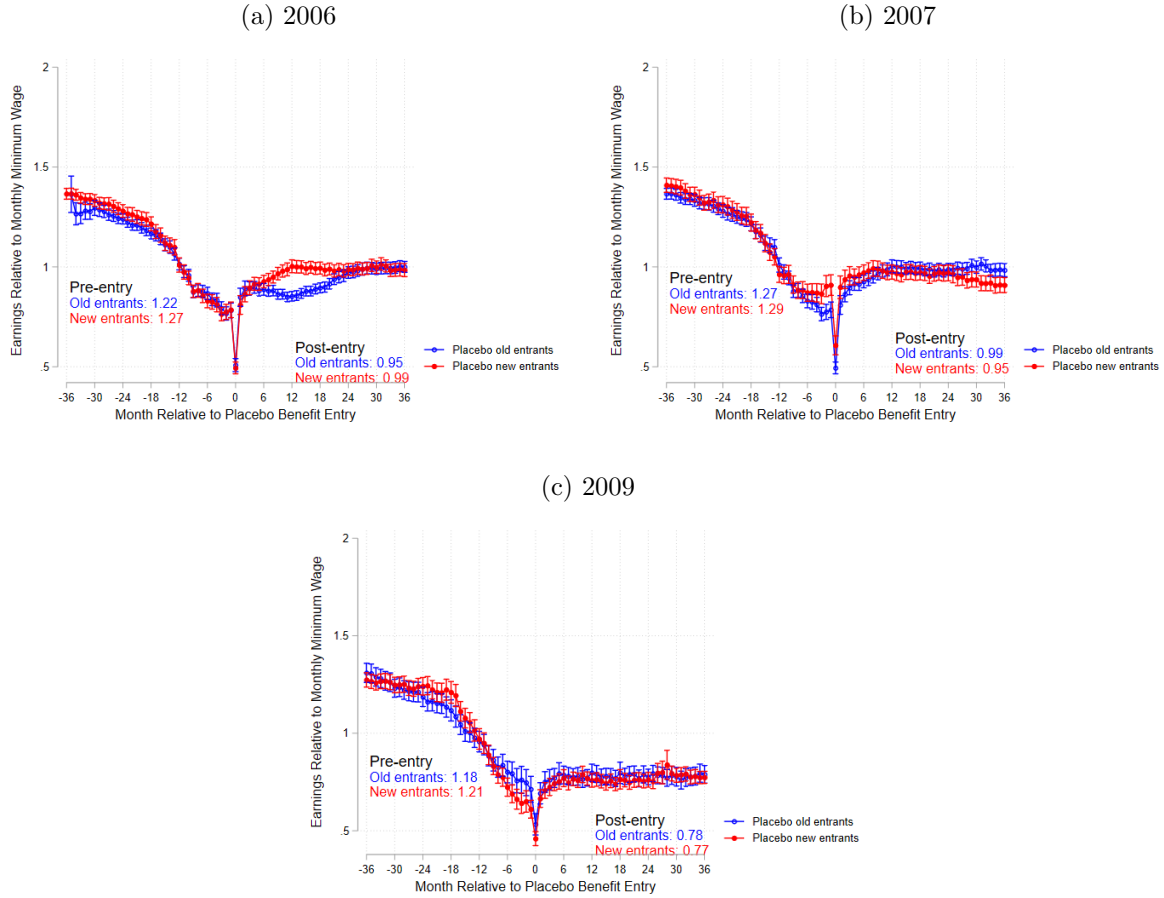 (a) 2006
Earnings Relative to Monthly Minimum Wage
2
1.5
1
.5
Pre-entry
Old entrants: 1.22
New entrants: 1.27
Post-entry
Old entrants: 0.95
New entrants: 0.99
Placebo old entrants
Placebo new entrants
-36 -30 -24 -18 -12 -6 0 6 12 18 24 30 36
Month Relative to Placebo Benefit Entry
(b) 2007
Earnings Relative to Monthly Minimum Wage
2
1.5
1
.5
Pre-entry
Old entrants: 1.27
New entrants: 1.29
Post-entry
Old entrants: 0.99
New entrants: 0.95
Placebo old entrants
Placebo new entrants
-36 -30 -24 -18 -12 -6 0 6 12 18 24 30 36
Month Relative to Placebo Benefit Entry
(c) 2009
Earnings Relative to Monthly Minimum Wage
2
1.5
1
.5
Pre-entry
Old entrants: 1.18
New entrants: 1.21
Post-entry
Old entrants: 0.78
New entrants: 0.77
Placebo old entrants
Placebo new entrants
-36 -30 -24 -18 -12 -6 0 6 12 18 24 30 36
Month Relative to Placebo Benefit Entry